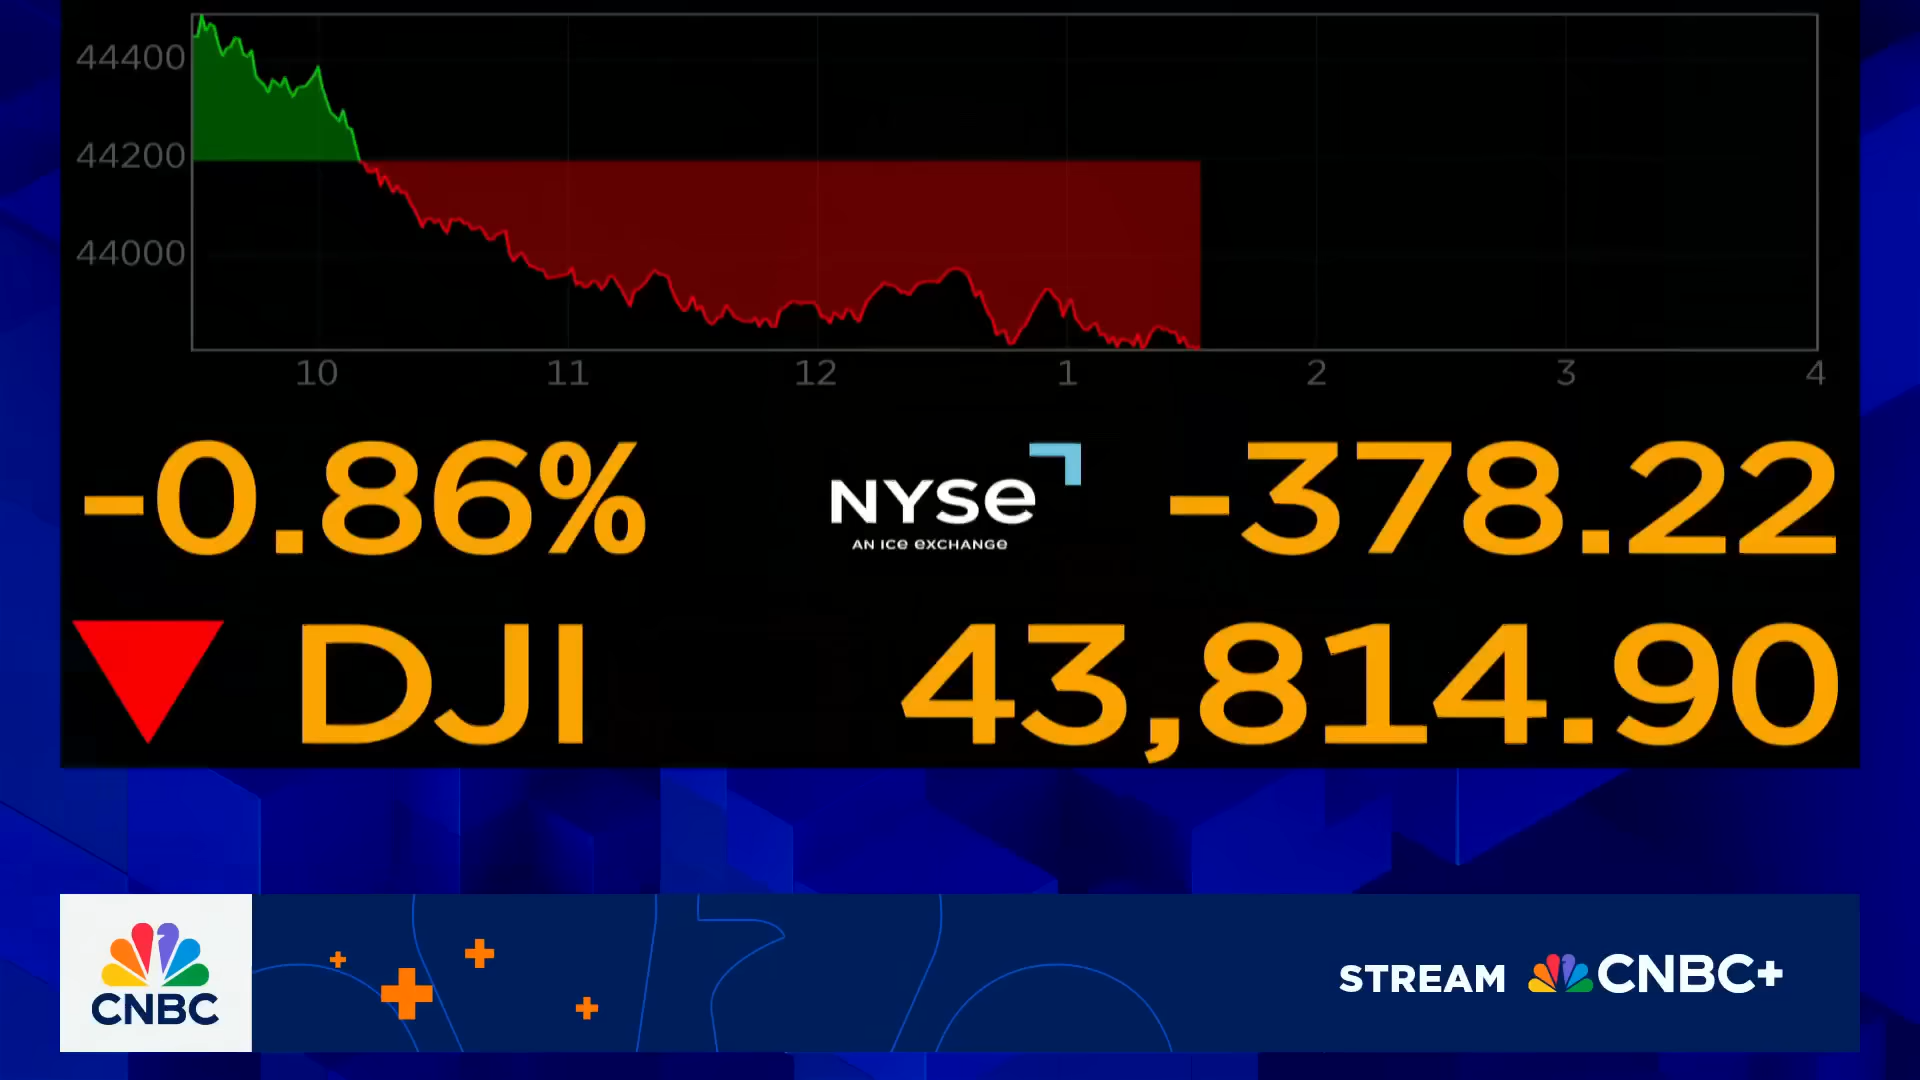 44400
44200
44000
10 11 12 1 2 3 4
-0.86%
NYSE
AN ICE EXCHANGE
-378.22
DJI
43,814.90
CNBC
STREAM CNBC+